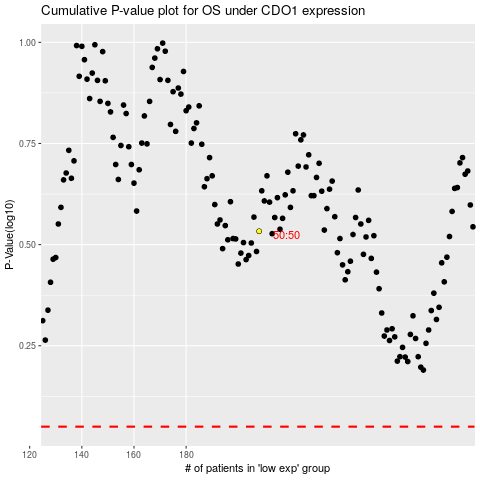 Cumulative P-value plot for OS under CDO1 expression
P-Value(log10)
1.00
0.75
0.50
0.25
50:50
120 140 160 180
# of patients in 'low exp' group